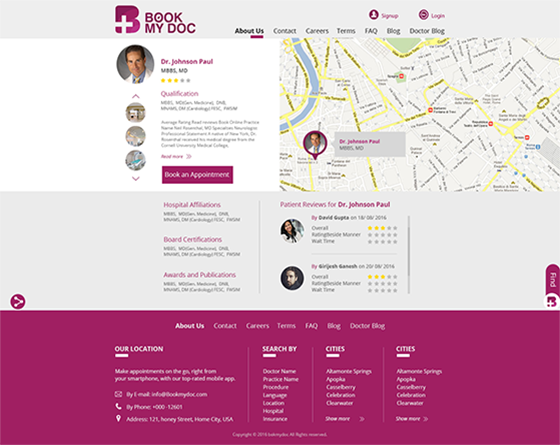 BOOK
MY DOC
Signup
Login
About Us Contact Careers Terms FAQ Blog Doctor Blog
Dr. Johnson Paul
MBBS, MD
Qualification
MBBS, MD(Gen. Medicine), DNB,
MNAMS, DM (Cardiology) FESC, FWSIM
Average Rating Read reviews Book Online Practice
Name Neil Rosenthal, MD Specialties Neurologist
Professional Statement A native of New York, Dr.
Rosenthal received his medical degree from the
Cornell University Medical College.
Read more
Book an Appointment
Dr. Johnson Paul
MBBS, MD
Hospital Affiliations
MBBS, MD(Gen. Medicine), DNB,
MNAMS, DM (Cardiology) FESC, FWSIM
Board Certifications
MBBS, MD(Gen. Medicine), DNB,
MNAMS, DM (Cardiology) FESC, FWSIM
Awards and Publications
MBBS, MD(Gen. Medicine), DNB,
MNAMS, DM (Cardiology) FESC, FWSIM
Patient Reviews for Dr. Johnson Paul
By David Gupta on 18/ 08/ 2016
Overall
RatingBeside Manner
Wait Time
By Girijesh Ganesh on 20/ 08/ 2016
Overall
RatingBeside Manner
Wait Time
Find
About Us Contact Careers Terms FAQ Blog Doctor Blog
OUR LOCATION
Make appointments on the go, right from
your smartphone, with our top-rated mobile app.
By E-mail: info@Bookmydoc.com
By Phone: +000 -12601
Address: 121, honey Street, Home City, USA
SEARCH BY
Doctor Name
Practice Name
Procedure
Language
Location
Hospital
Insurance
CITIES
Altamonte Springs
Apopka
Casselberry
Celebration
Clearwater
Show more
CITIES
Altamonte Springs
Apopka
Casselberry
Celebration
Clearwater
Show more
Copyright © 2016 bokmydoc All Rights reserved.